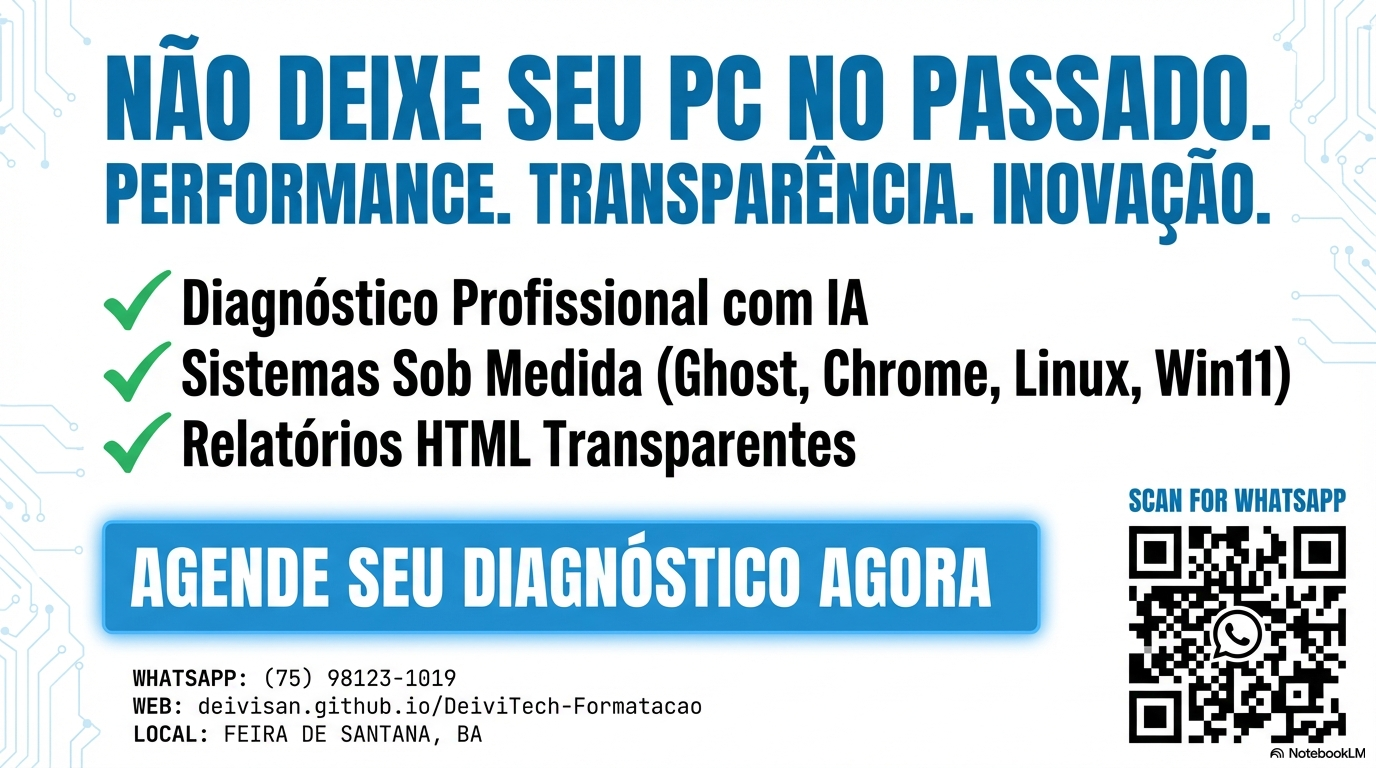 NÃO DEIXE SEU PC NO PASSADO.
PERFORMANCE. TRANSPARÊNCIA. INOVAÇÃO.
Diagnóstico Profissional com IA
Sistemas Sob Medida (Ghost, Chrome, Linux, Win11)
Relatórios HTML Transparentes
AGENDE SEU DIAGNÓSTICO AGORA
WHATSAPP: (75) 98123-1019
WEB: deivisan.github.io/DeiviTech-Formatacao
LOCAL: FEIRA DE SANTANA, BA
SCAN FOR WHATSAPP
NotebookLM